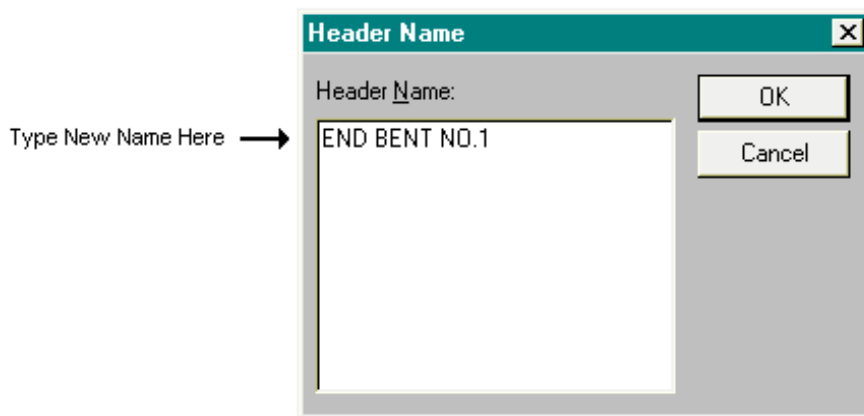 Header Name
Header Name:
OK
Type New Name Here
END BENT NO.1
Cancel